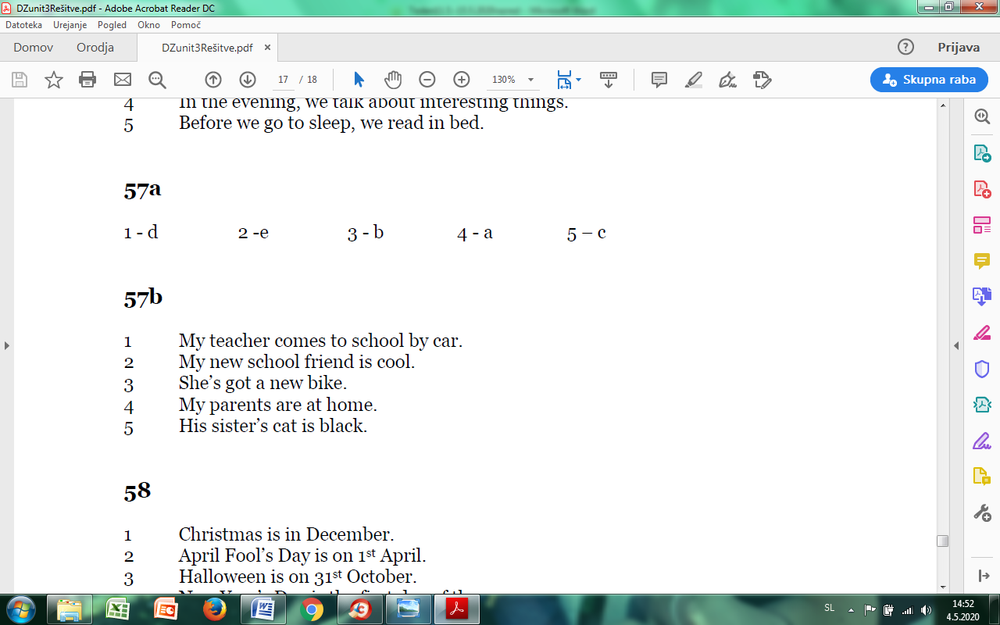 DZunit3Rešitve.pdf - Adobe Acrobat Reader DC
Datoteka Urejanje Pogled Okno Pomoč
Domov Orodja DZunit3Rešitve.pdf × Prijava
17 / 18 130% Skupna raba
4 In the evening, we talk about interesting things.
5 Before we go to sleep, we read in bed.
57a
1 - d 2 -e 3 - b 4 - a 5 – c
57b
1 My teacher comes to school by car.
2 My new school friend is cool.
3 She’s got a new bike.
4 My parents are at home.
5 His sister’s cat is black.
58
1 Christmas is in December.
2 April Fool’s Day is on 1st April.
3 Halloween is on 31st October.
SL 14:52
4.5.2020